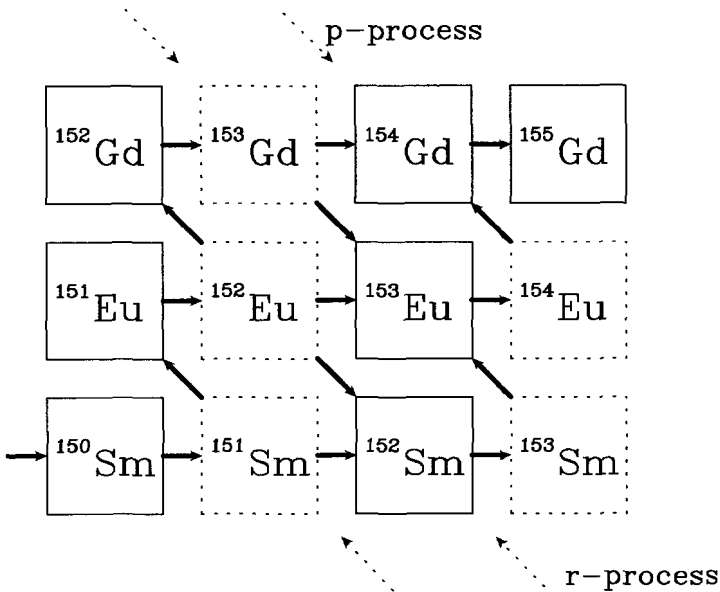 p-process
152Gd
153Gd
154Gd
155Gd
151Eu
152Eu
153Eu
154Eu
150Sm
151Sm
152Sm
153Sm
r-process